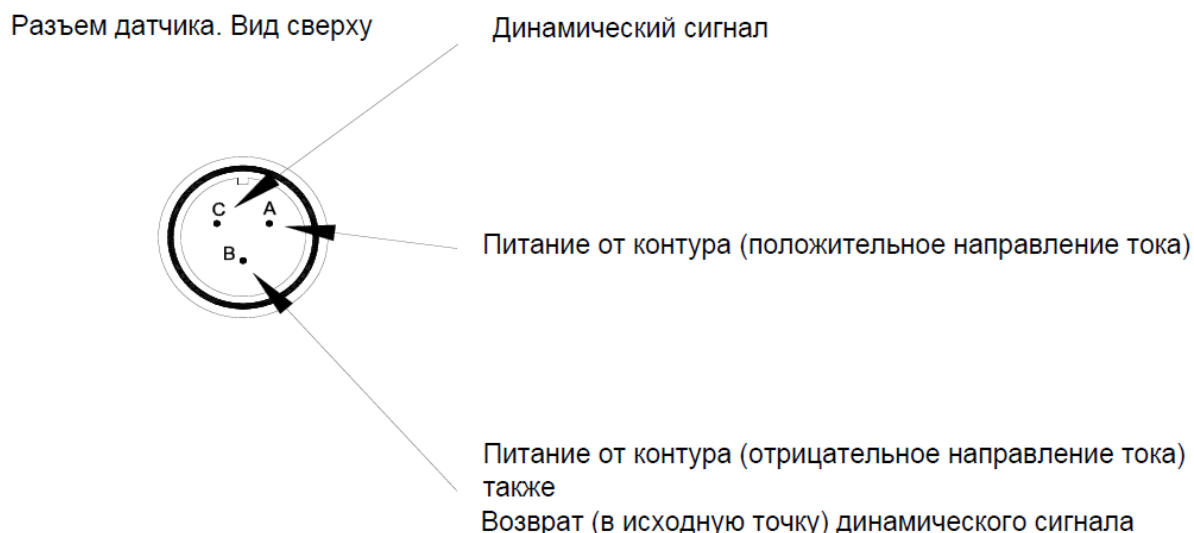 Разъем датчика. Вид сверху
Динамический сигнал
C
A
B
Питание от контура (положительное направление тока)
Питание от контура (отрицательное направление тока)
также
Возврат (в исходную точку) динамического сигнала